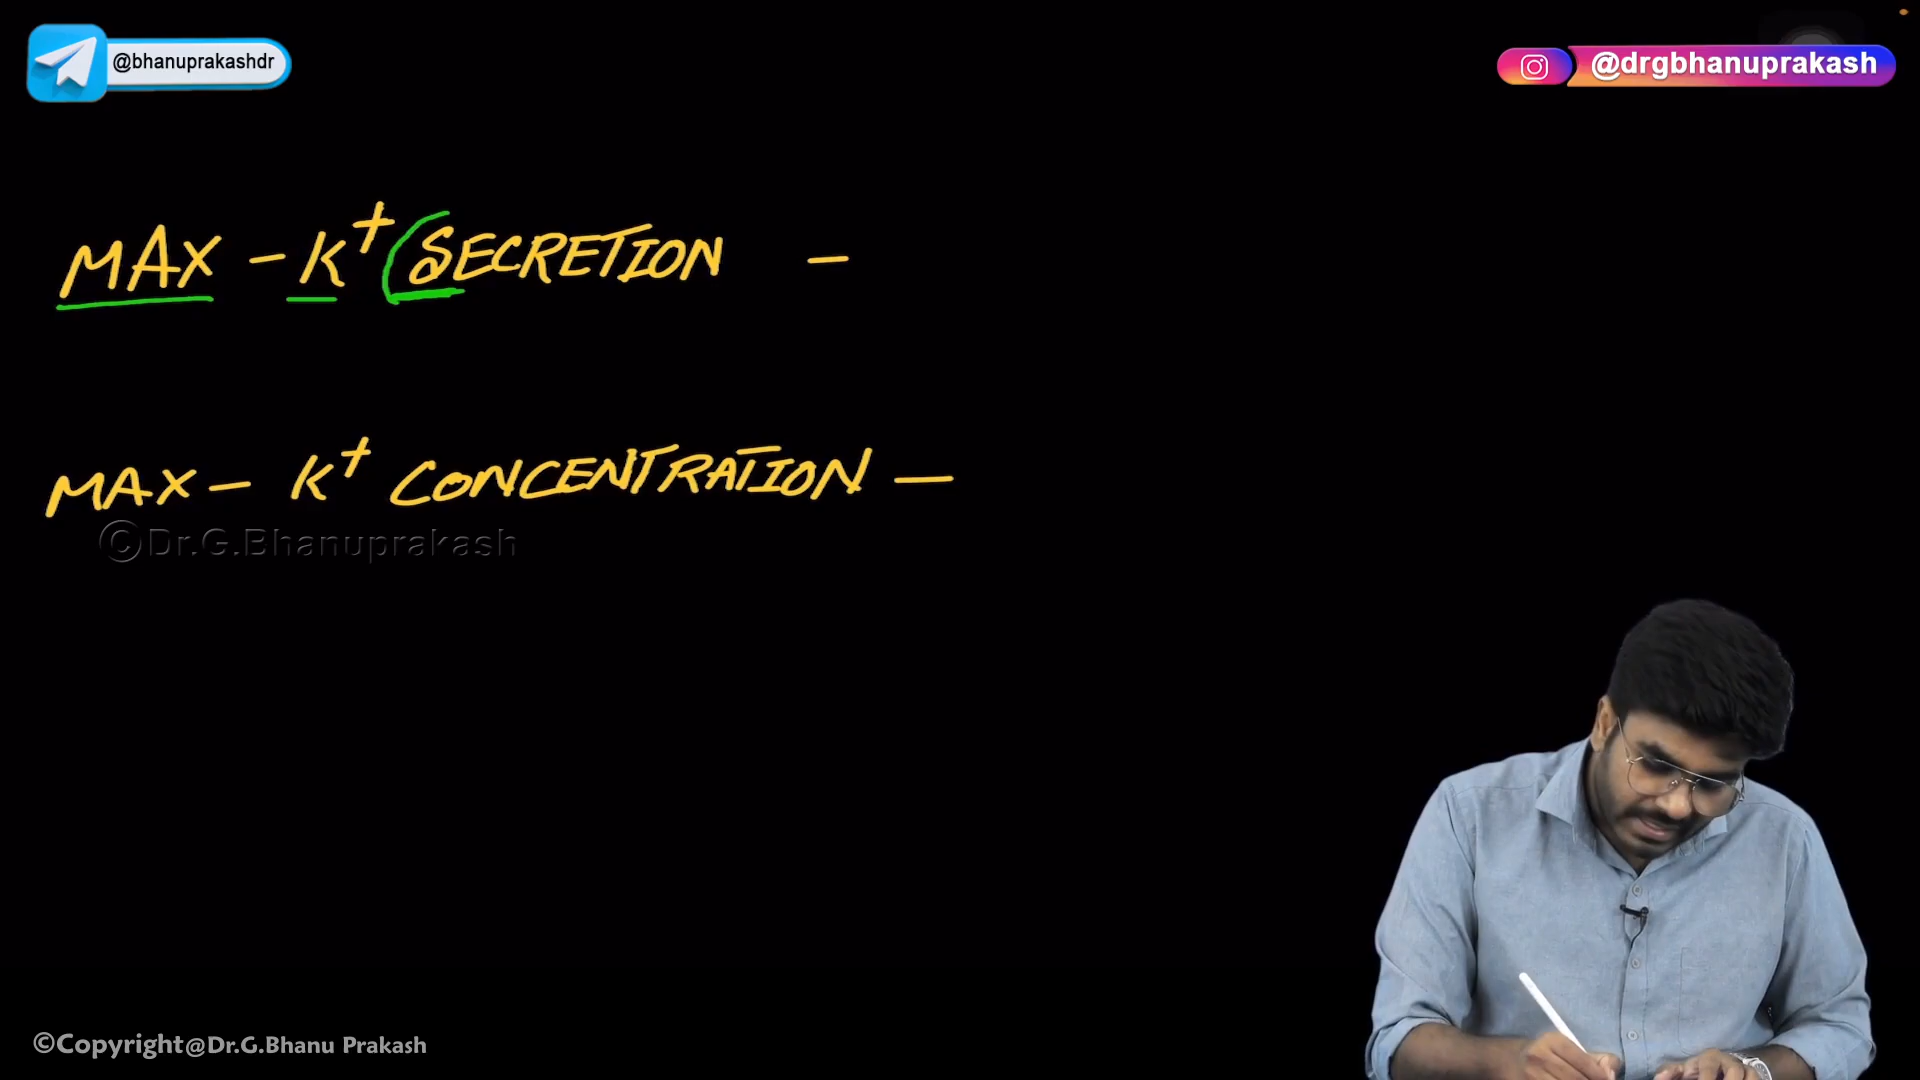 @bhanuprakashdr
@drgbhanuprakash
MAX - K+ SECRETION -
MAX - K+ CONCENTRATION -
©Dr.G.Bhanuprakash
©Copyright@Dr.G.Bhanu Prakash